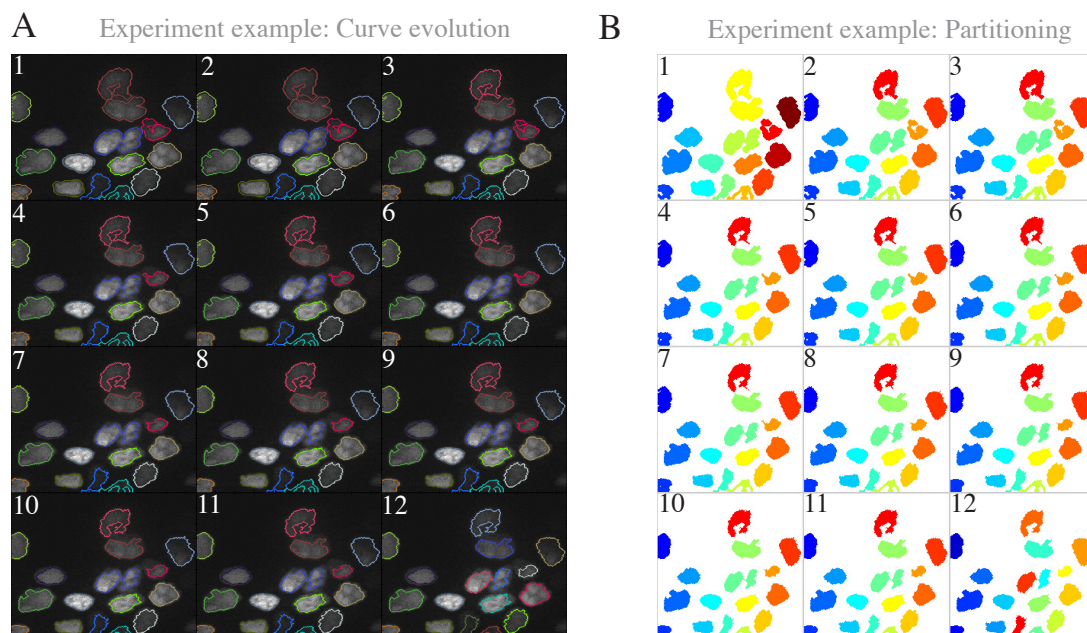 A
Experiment example: Curve evolution
1 2 3
4 5 6
7 8 9
10 11 12
B
Experiment example: Partitioning
1 2 3
4 5 6
7 8 9
10 11 12